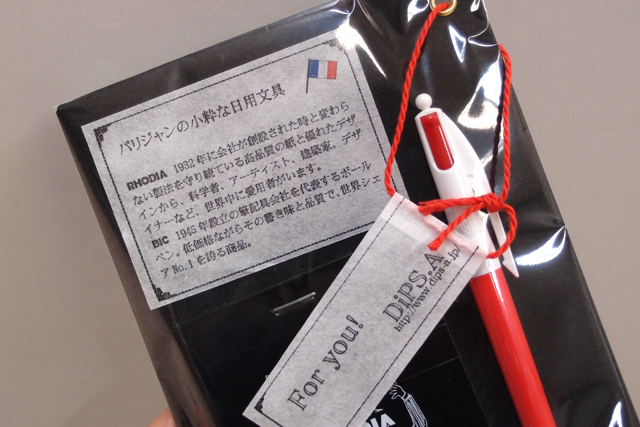 パリジャンの小粋な日用文具
RHODIA 1932年に会社が創設された時と変わら
ない製法を守り続ている高品質の紙と優れたデザ
インから、科学者、アーティスト、建築家、デザ
イナーなど、世界中に愛用者がいます。
BIC 1945年設立の筆記具会社を代表するボール
ペン。低価格ながらその書き味と品質で、世界シェ
アNo.1を誇る商品。
For you!
DiPS.A
http://www.dips-a.jp/